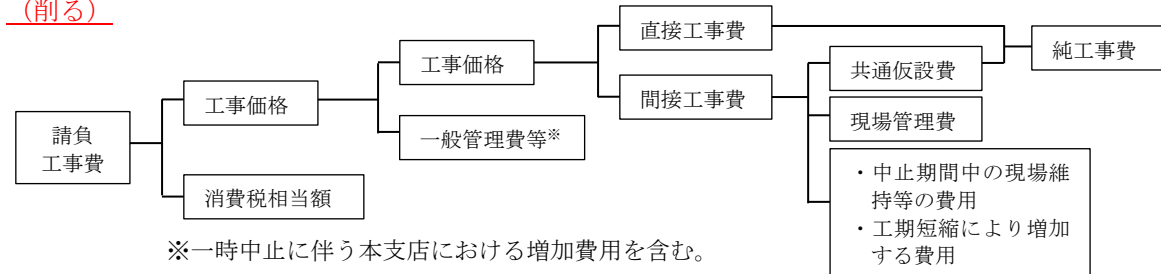 （削る）
直接工事費
純工事費
工事価格
共通仮設費
工事価格
間接工事費
請負
工事費
一般管理費等※
現場管理費
消費税相当額
・中止期間中の現場維
持等の費用
・工期短縮により増加
する費用
※一時中止に伴う本支店における増加費用を含む。